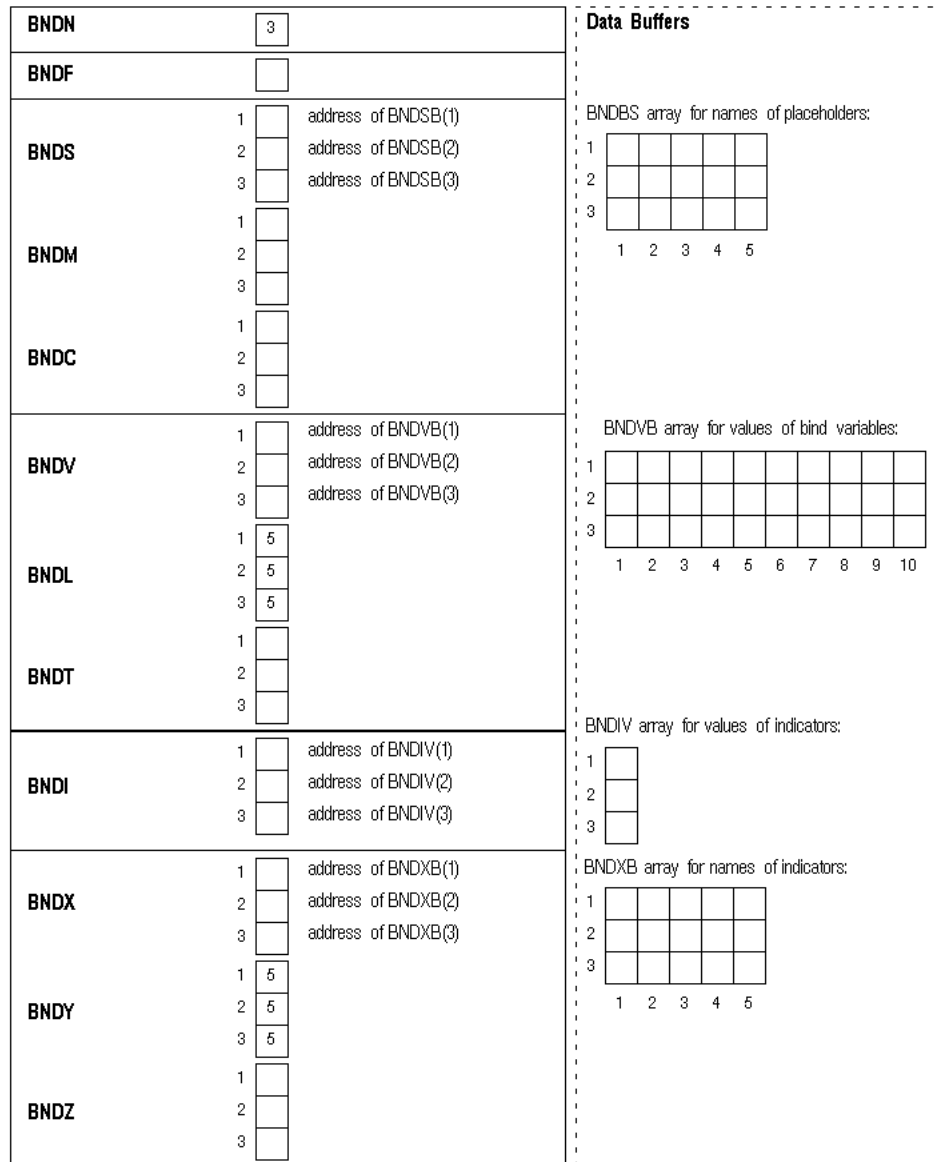 BNDN 3
BNDF
BNDS
1 address of BNDSB(1)
2 address of BNDSB(2)
3 address of BNDSB(3)
BNDM
1
2
3
BNDC
1
2
3
BNDV
1 address of BNDVB(1)
2 address of BNDVB(2)
3 address of BNDVB(3)
BNDL
1 5
2 5
3 5
BNDT
1
2
3
BNDI
1 address of BNDIV(1)
2 address of BNDIV(2)
3 address of BNDIV(3)
BNDX
1 address of BNDXB(1)
2 address of BNDXB(2)
3 address of BNDXB(3)
BNDY
1 5
2 5
3 5
BNDZ
1
2
3
Data Buffers
BNDBS array for names of placeholders:
1
2
3
1 2 3 4 5
BNDVB array for values of bind variables:
1
2
3
1 2 3 4 5 6 7 8 9 10
BNDIV array for values of indicators:
1
2
3
BNDXB array for names of indicators:
1
2
3
1 2 3 4 5